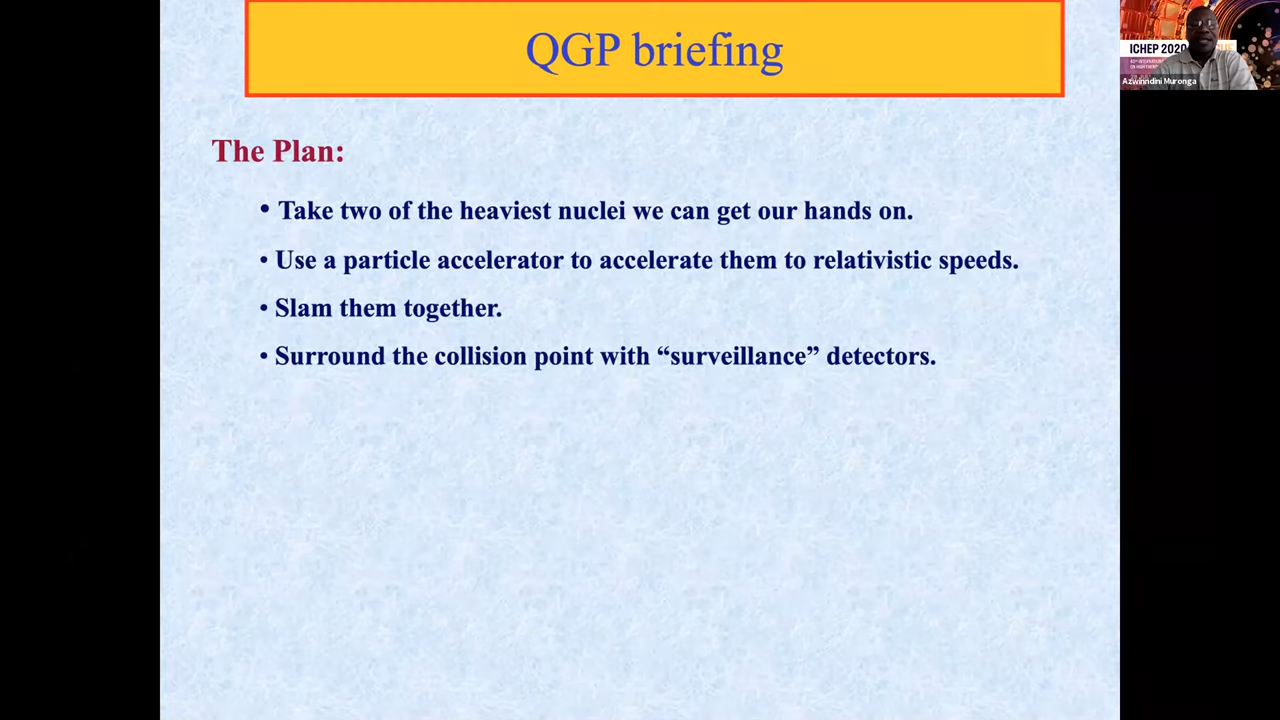 QGP briefing
The Plan:
• Take two of the heaviest nuclei we can get our hands on.
• Use a particle accelerator to accelerate them to relativistic speeds.
• Slam them together.
• Surround the collision point with “surveillance” detectors.
ICHEP 2020
Azwinndini Muronga